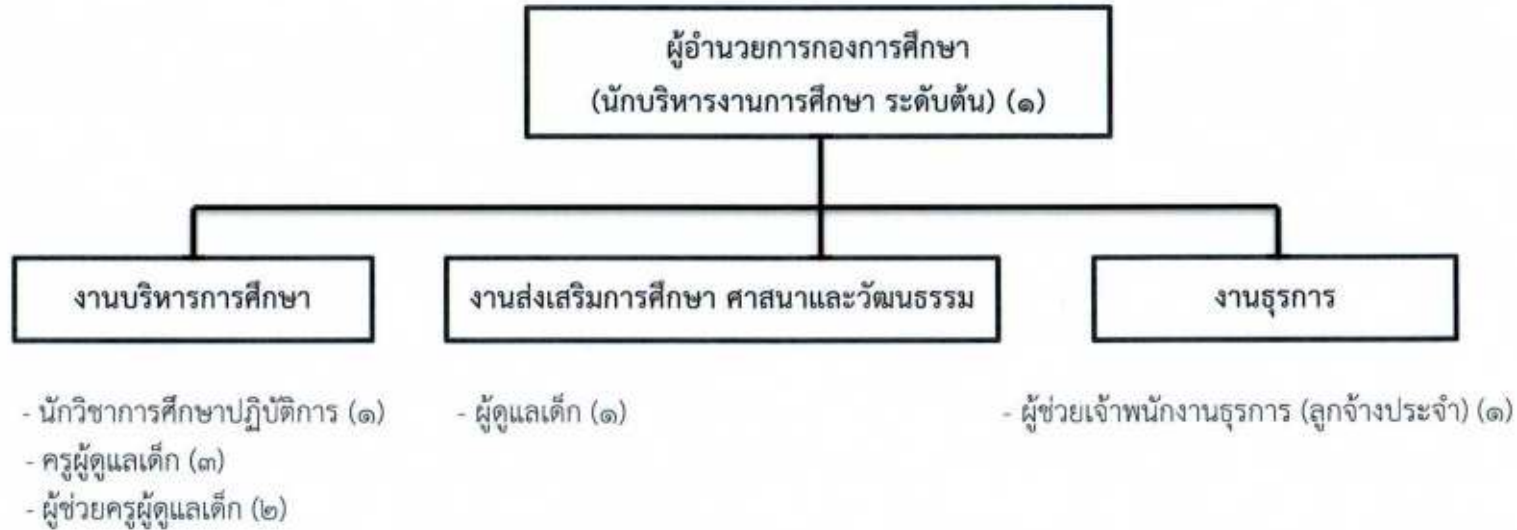 ผู้อำนวยการกองการศึกษา
(นักบริหารงานการศึกษา ระดับต้น) (๑)
งานบริหารการศึกษา
งานส่งเสริมการศึกษา ศาสนาและวัฒนธรรม
งานธุรการ
- นักวิชาการศึกษาปฏิบัติการ (๑)
- ครูผู้ดูแลเด็ก (๓)
- ผู้ช่วยครูผู้ดูแลเด็ก (๒)
- ผู้ดูแลเด็ก (๑)
- ผู้ช่วยเจ้าพนักงานธุรการ (ลูกจ้างประจำ) (๑)